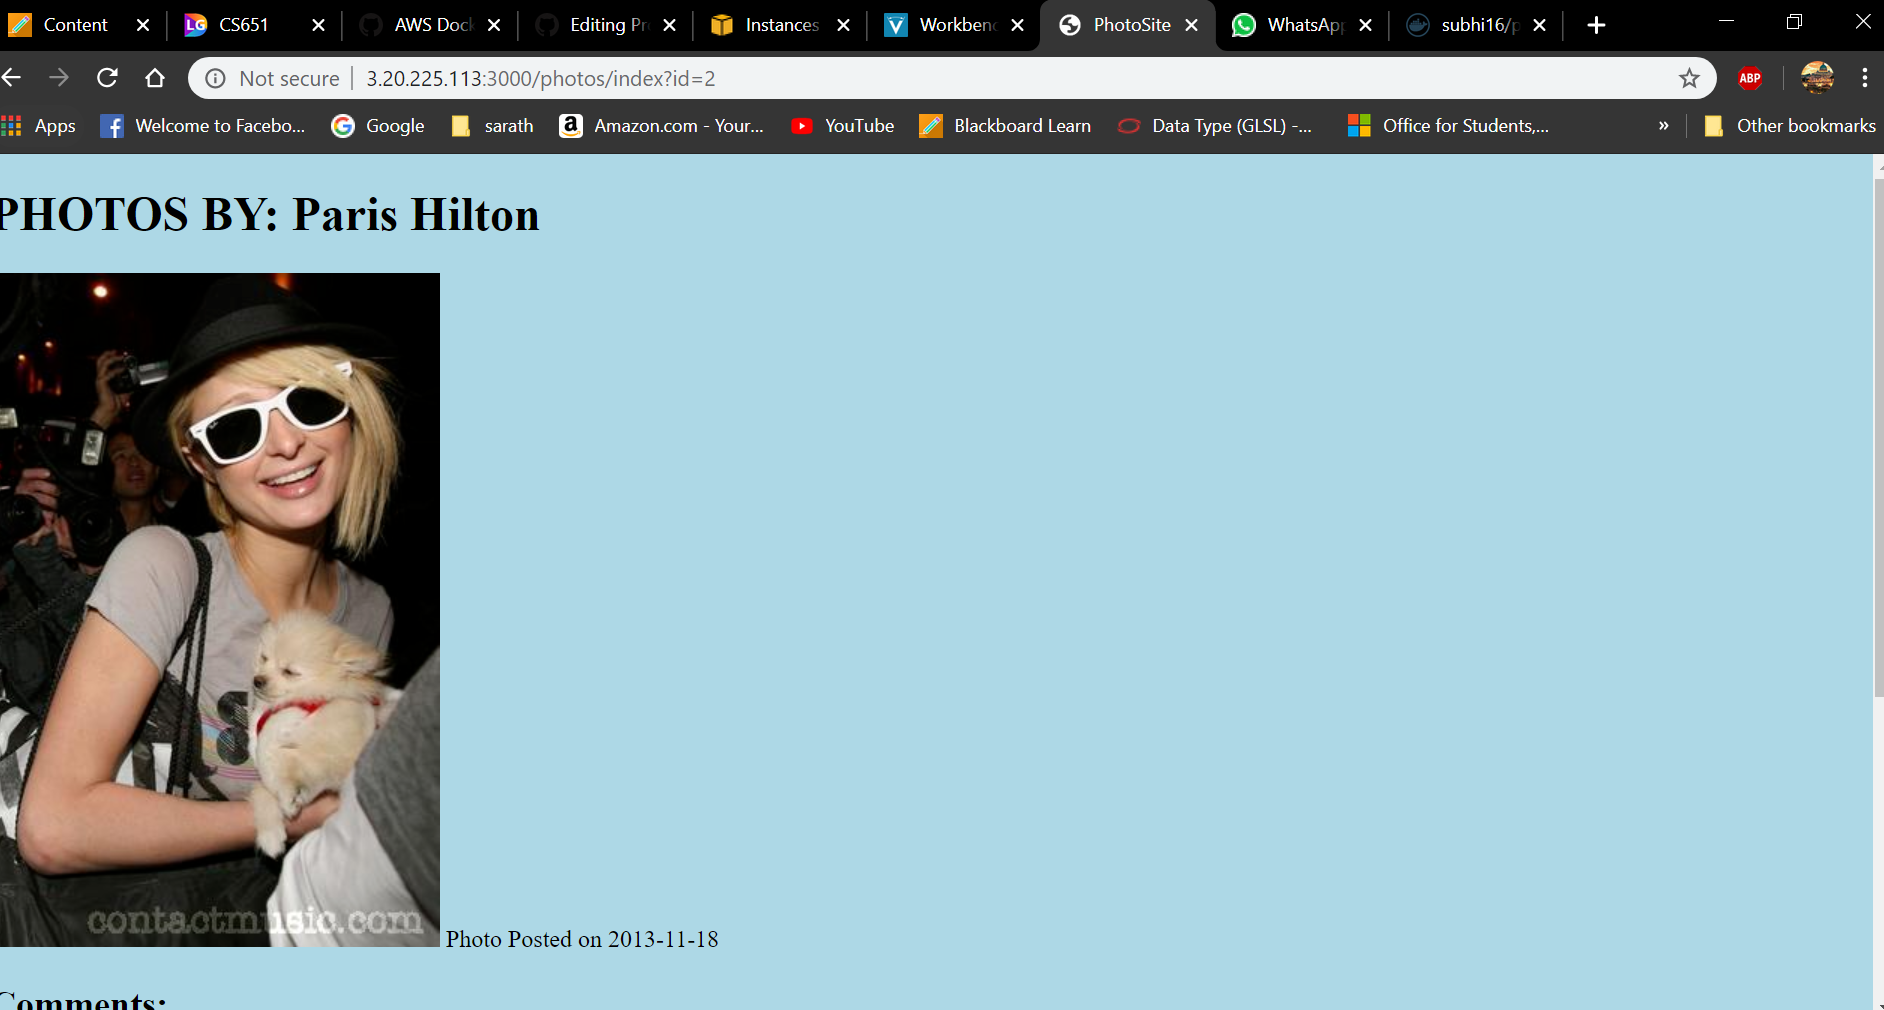 Content
CS651
AWS Dock
Editing Pr
Instances
Workben
PhotoSite
WhatsApp
subhi16/p
Not secure
3.20.225.113:3000/photos/index?id=2
ABP
Apps
Welcome to Facebo...
Google
sarath
Amazon.com - Your...
YouTube
Blackboard Learn
Data Type (GLSL) -...
Office for Students,...
»
Other bookmarks
PHOTOS BY: Paris Hilton
contactmusic.com
Photo Posted on 2013-11-18
Comments: